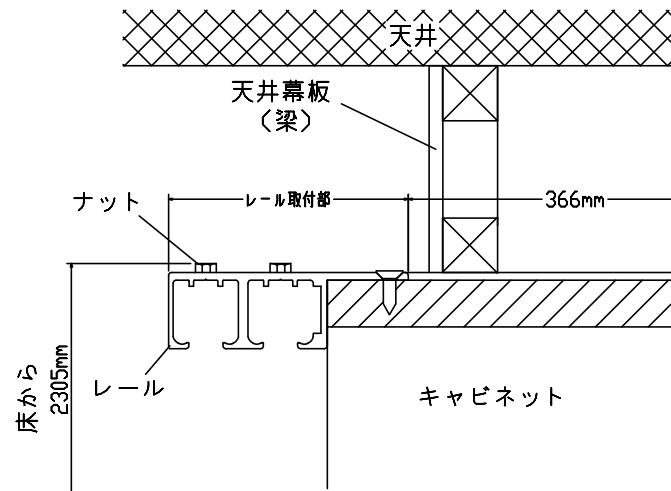 天井
天井幕板
（梁）
ナット
レール取付部
366mm
床から
2305mm
レール
キャビネット